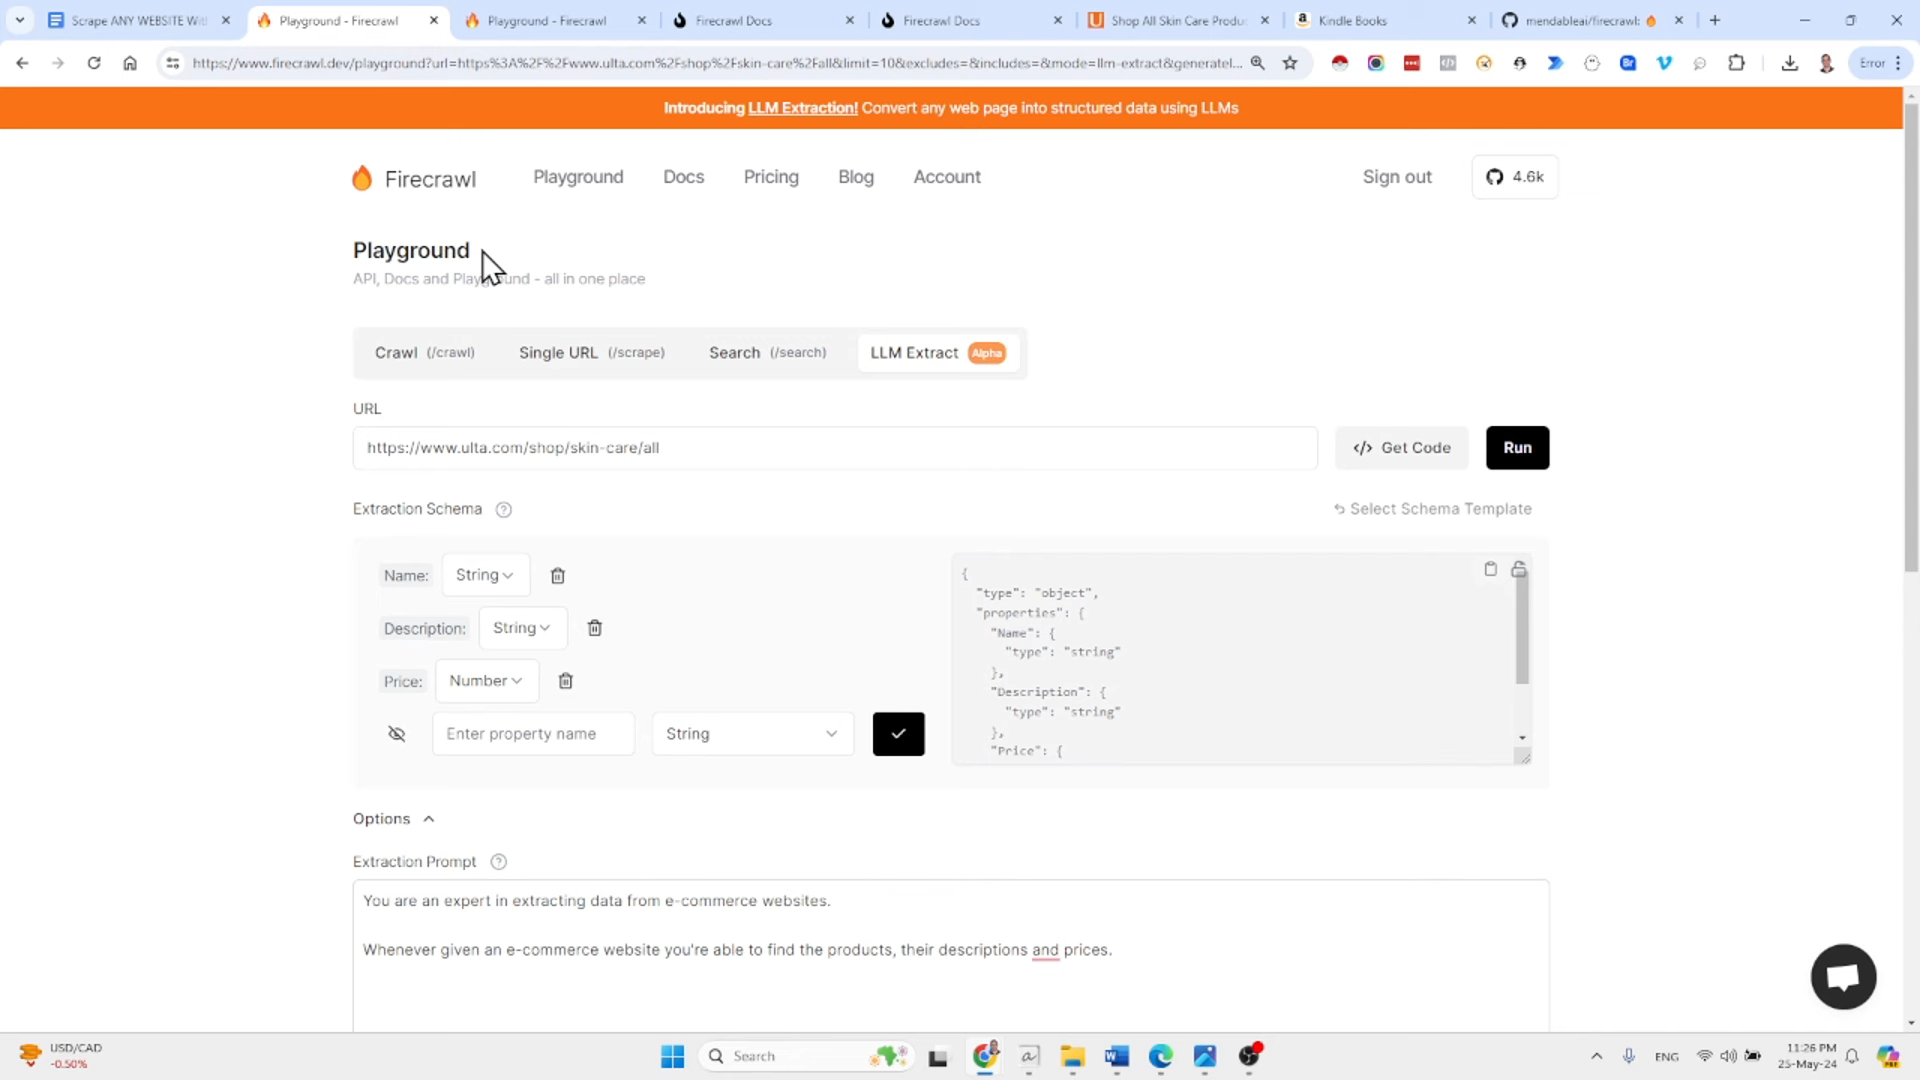 Scrape ANY WEBSITE Wit
Playground - Firecrawl
Playground - Firecrawl
Firecrawl Docs
Firecrawl Docs
Shop All Skin Care Produc
Kindle Books
mendableai/firecrawl:
https://www.firecrawl.dev/playground?url=https%3A%2F%2Fwww.ulta.com%2Fshop%2Fskin-care%2Fall&limit=10&excludes=&includes=&mode=llm-extract&generatel...
Error
Introducing LLM Extraction! Convert any web page into structured data using LLMs
Firecrawl
Playground
Docs
Pricing
Blog
Account
Sign out
4.6k
Playground
API, Docs and Playground - all in one place
Crawl (/crawl)
Single URL (/scrape)
Search (/search)
LLM Extract Alpha
URL
https://www.ulta.com/shop/skin-care/all
</> Get Code
Run
Extraction Schema ?
Select Schema Template
Name: String
Description: String
Price: Number
Enter property name
String
{
"type": "object",
"properties": {
"Name": {
"type": "string"
},
"Description": {
"type": "string"
},
"Price": {
Options
Extraction Prompt ?
You are an expert in extracting data from e-commerce websites.
Whenever given an e-commerce website you're able to find the products, their descriptions and prices.
USD/CAD
-0.50%
Search
ENG
11:26 PM
25-May-24